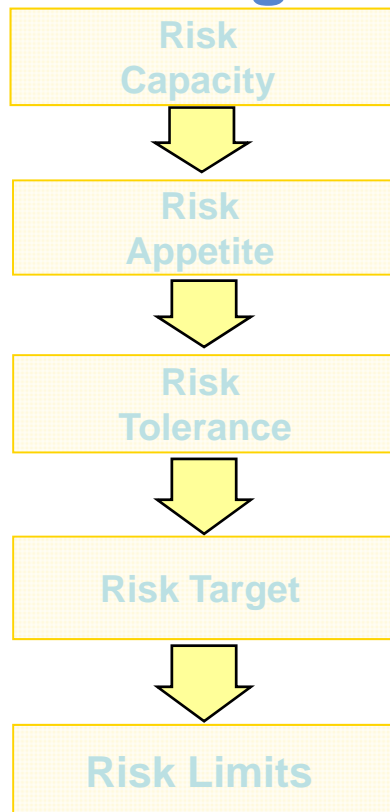 Risk
Capacity
Risk
Appetite
Risk
Tolerance
Risk Target
Risk Limits